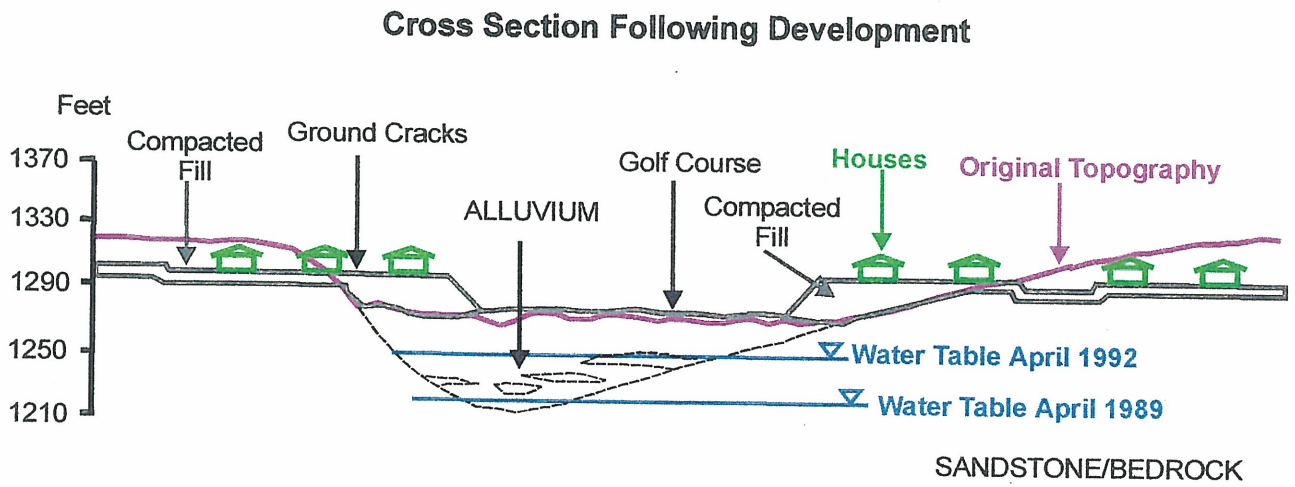 Cross Section Following Development
Feet
Compacted
Fill
Ground Cracks
ALLUVIUM
Golf Course
Compacted
Fill
Houses
Original Topography
1370
1330
1290
1250
1210
Water Table April 1992
Water Table April 1989
SANDSTONE/BEDROCK